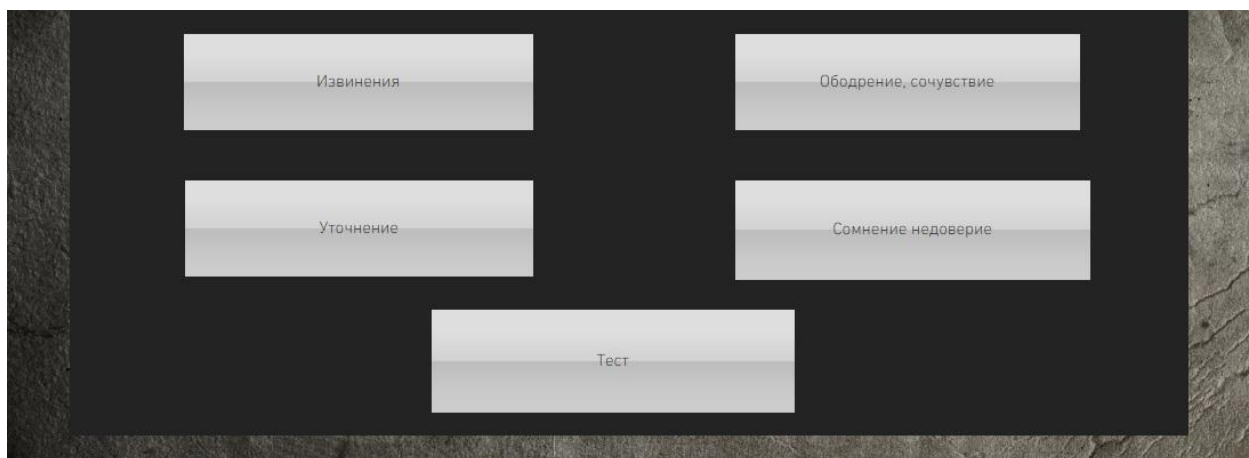 Извинения
Ободрение, сочувствие
Уточнение
Сомнение недоверие
Тест